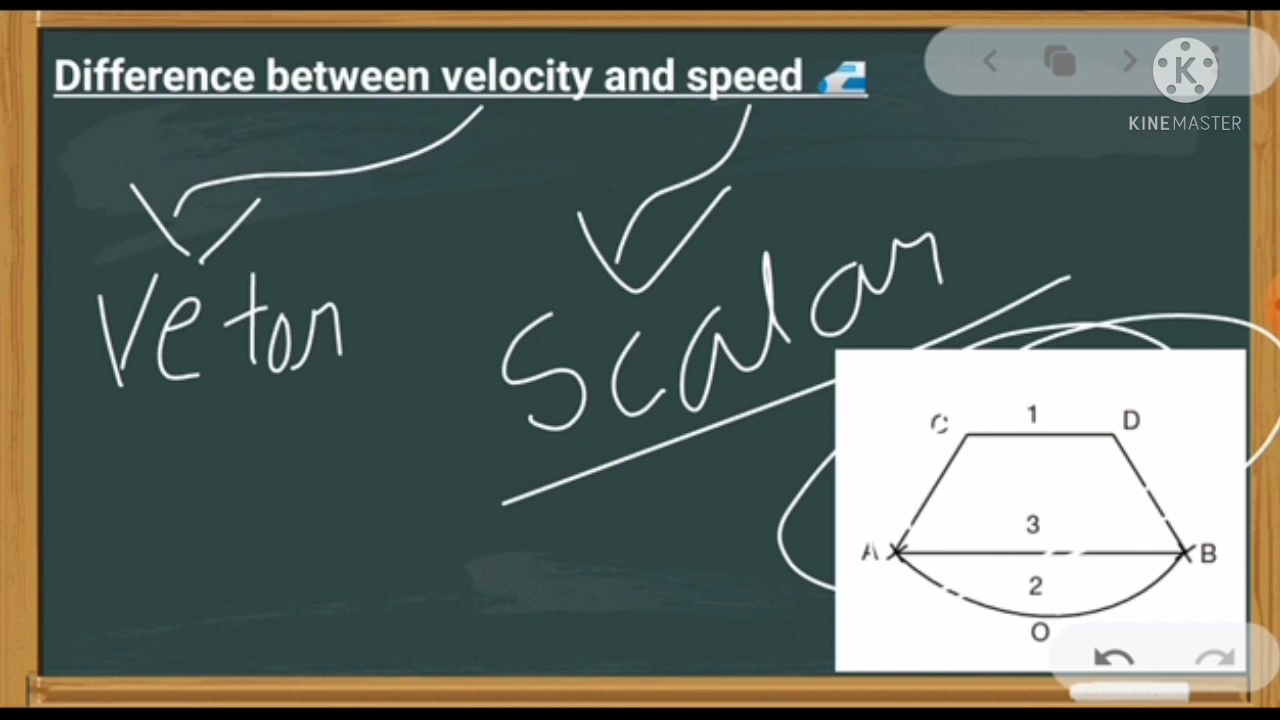 Difference between velocity and speed 🚄
K
KINEMASTER
Vetor
Scalar
C 1 D
3
A B
2
O